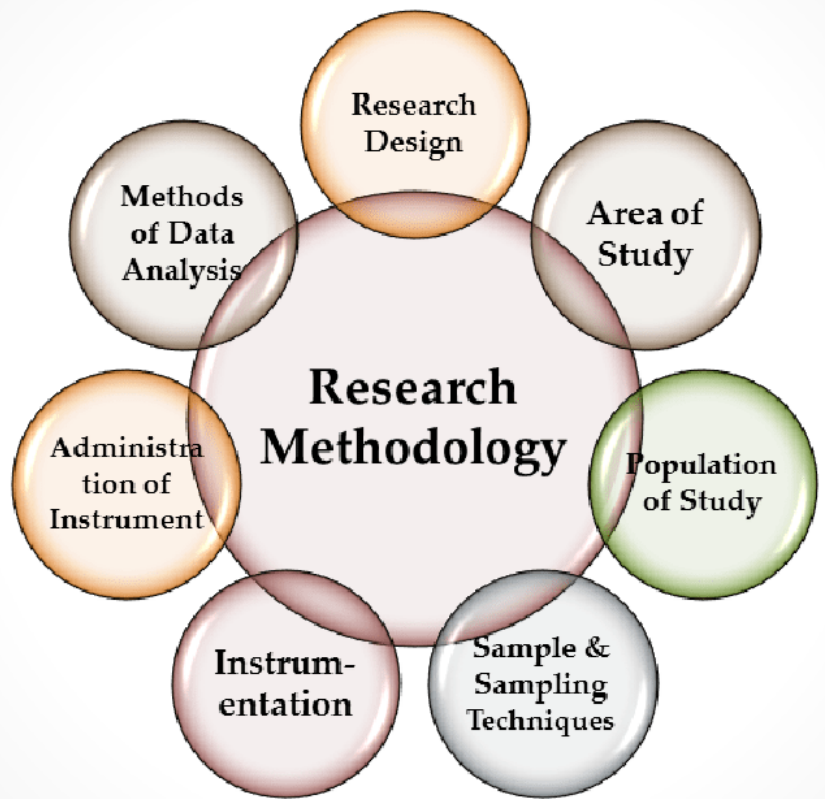 Research
Design
Area of
Study
Population
of Study
Sample &
Sampling
Techniques
Instrum-
entation
Administra
tion of
Instrument
Methods
of Data
Analysis
Research
Methodology